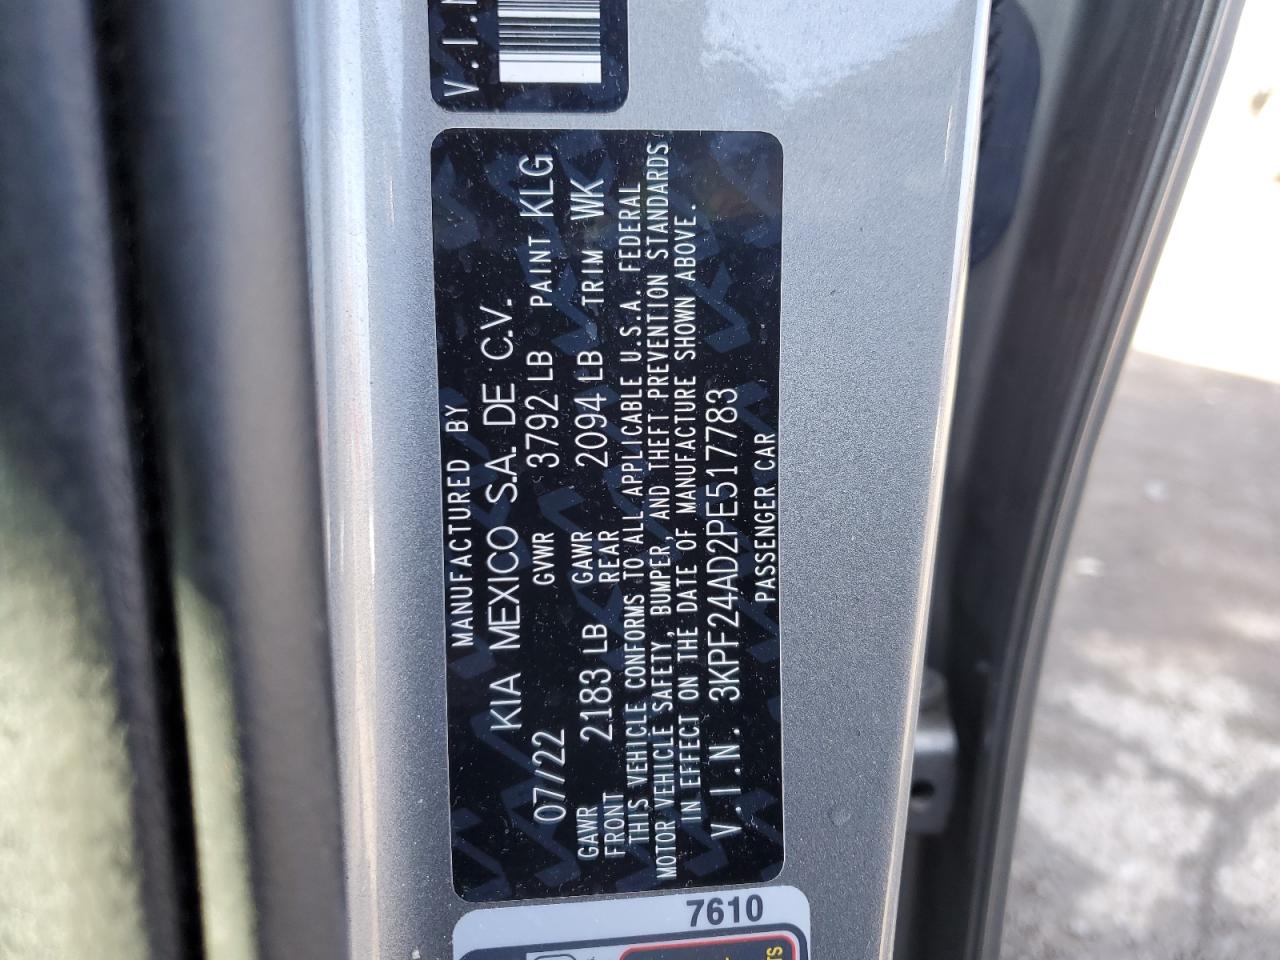 V.I.N
MANUFACTURED BY
KIA MEXICO S.A. DE C.V.
07/22 GVWR 3792 LB PAINT KLG
GAWR FRONT 2183 LB GAWR REAR 2094 LB TRIM WK
THIS VEHICLE CONFORMS TO ALL APPLICABLE U.S.A. FEDERAL
MOTOR VEHICLE SAFETY, BUMPER, AND THEFT PREVENTION STANDARDS
IN EFFECT ON THE DATE OF MANUFACTURE SHOWN ABOVE.
V.I.N. 3KPF24AD2PE517783
PASSENGER CAR
7610